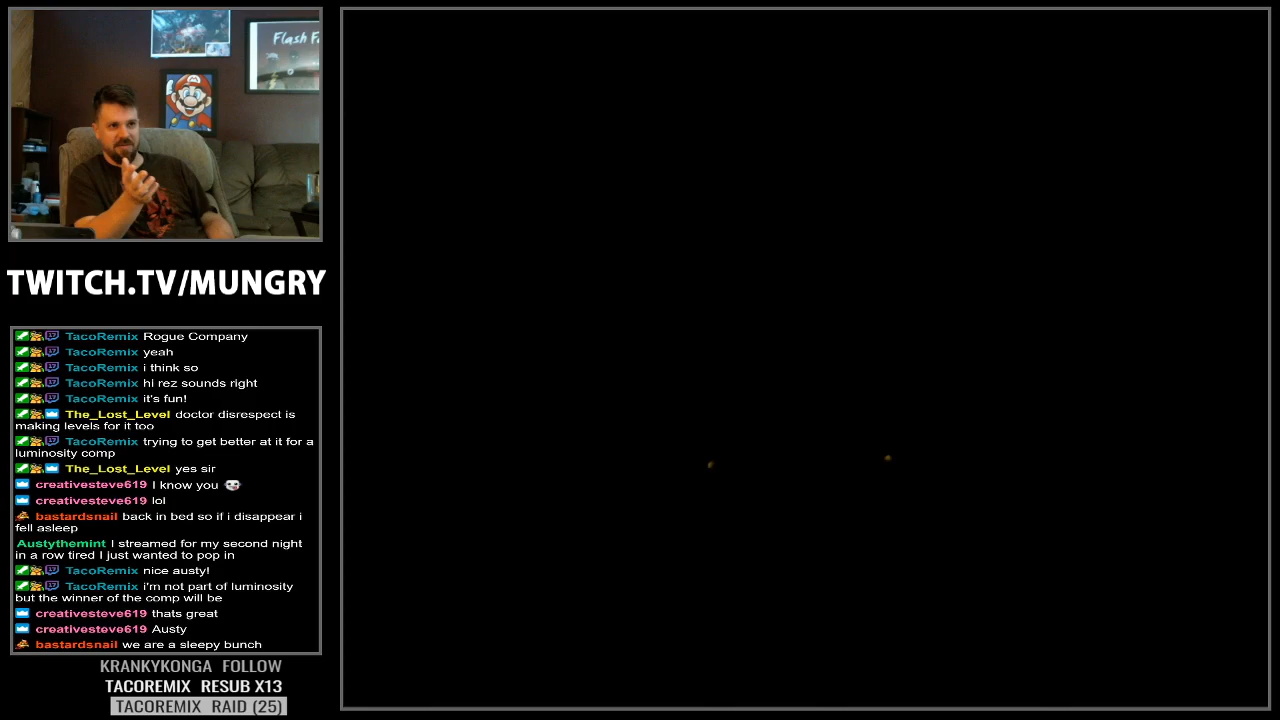 Flash F
TWITCH.TV/MUNGRY
TacoRemix Rogue Company
TacoRemix yeah
TacoRemix i think so
TacoRemix hi rez sounds right
TacoRemix it's fun!
The_Lost_Level doctor disrespect is
making levels for it too
TacoRemix trying to get better at it for a
luminosity comp
The_Lost_Level yes sir
creativesteve619 I know you
creativesteve619 lol
bastardsnail back in bed so if i disappear i
fell asleep
Austythemint I streamed for my second night
in a row tired I just wanted to pop in
TacoRemix nice austy!
TacoRemix i'm not part of luminosity
but the winner of the comp will be
creativesteve619 thats great
creativesteve619 Austy
bastardsnail we are a sleepy bunch
KRANKYKONGA FOLLOW
TACOREMIX RESUB X13
TACOREMIX RAID (25)